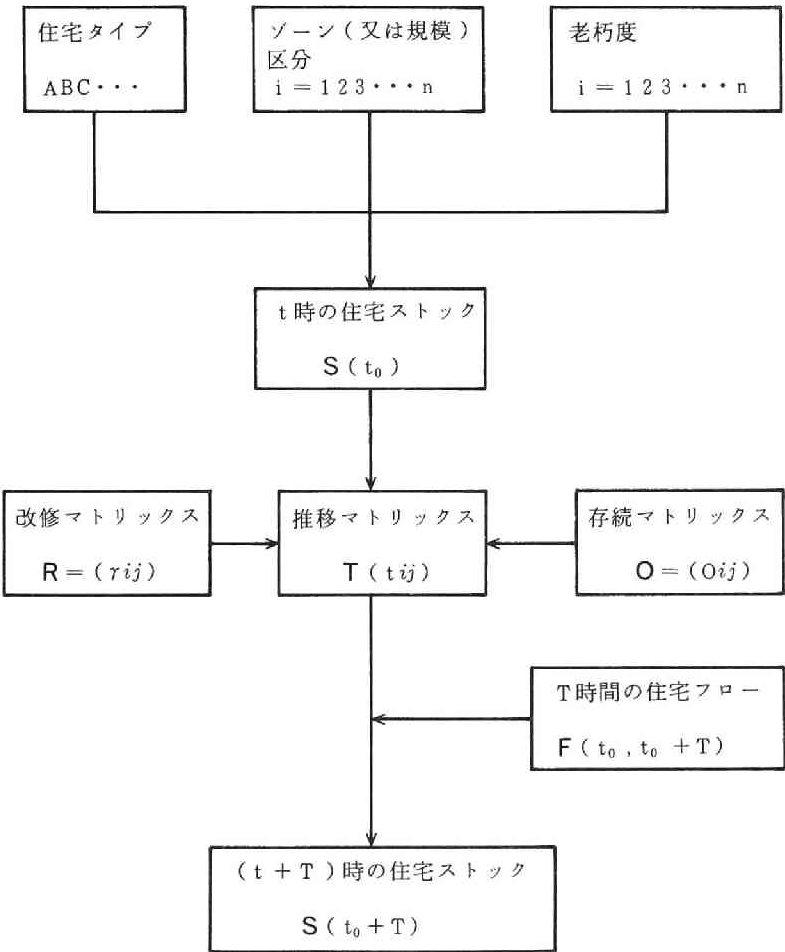 住宅タイプ
ABC・・・
ゾーン(又は規模)
区分
i=123・・・n
老朽度
i=123・・・n
t時の住宅ストック
S(t₀)
改修マトリックス
R=(rij)
推移マトリックス
T(tij)
存続マトリックス
O=(Oij)
T時間の住宅フロー
F(t₀,t₀+T)
(t+T)時の住宅ストック
S(t₀+T)